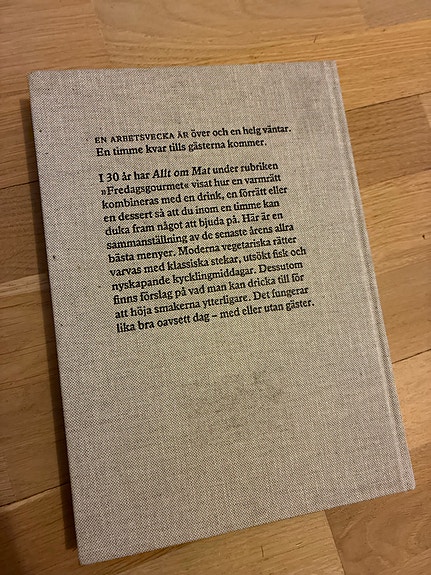 EN ARBETSVECKA ÄR över och en helg väntar.
En timme kvar tills gästerna kommer.
I 30 år har Allt om Mat under rubriken
»Fredagsgourmet« visat hur en varmrätt
kombineras med en drink, en förrätt eller
en dessert så att du inom en timme kan
duka fram något att bjuda på. Här är en
sammanställning av de senaste årens allra
bästa menyer. Moderna vegetariska rätter
varvas med klassiska stekar, utsökt fisk och
nyskapande kycklingmiddagar. Dessutom
finns förslag på vad man kan dricka till för
att höja smakerna ytterligare. Det fungerar
lika bra oavsett dag – med eller utan gäster.